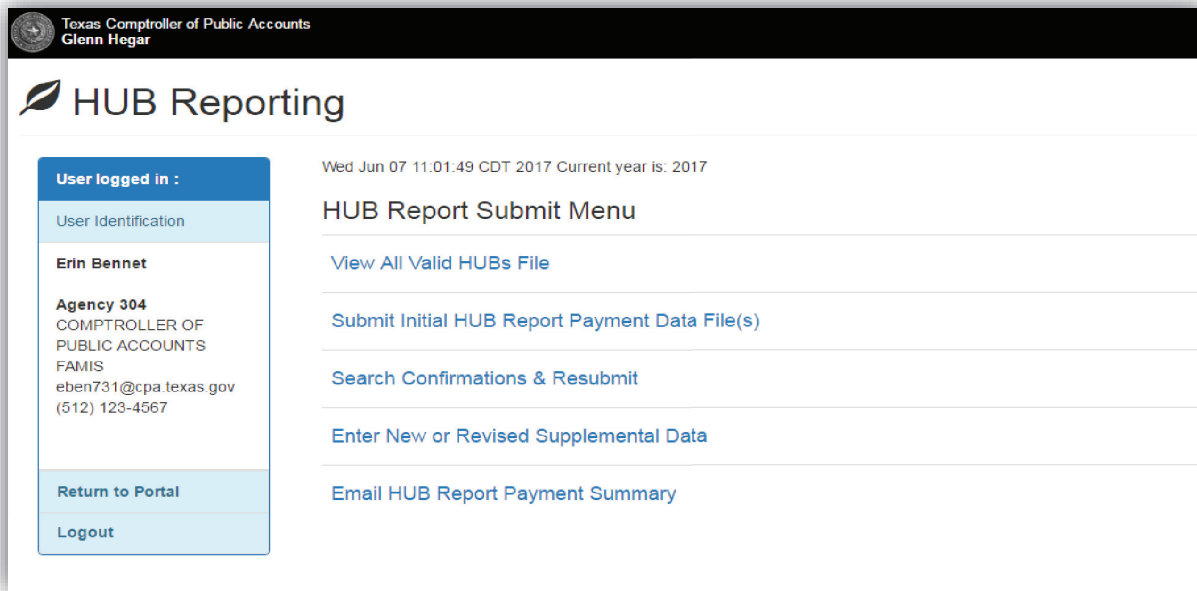 Texas Comptroller of Public Accounts
Glenn Hegar
HUB Reporting
User logged in :
User Identification
Erin Bennet
Agency 304
COMPTROLLER OF
PUBLIC ACCOUNTS
FAMIS
eben731@cpa.texas.gov
(512) 123-4567
Return to Portal
Logout
Wed Jun 07 11:01:49 CDT 2017 Current year is: 2017
HUB Report Submit Menu
View All Valid HUBs File
Submit Initial HUB Report Payment Data File(s)
Search Confirmations & Resubmit
Enter New or Revised Supplemental Data
Email HUB Report Payment Summary